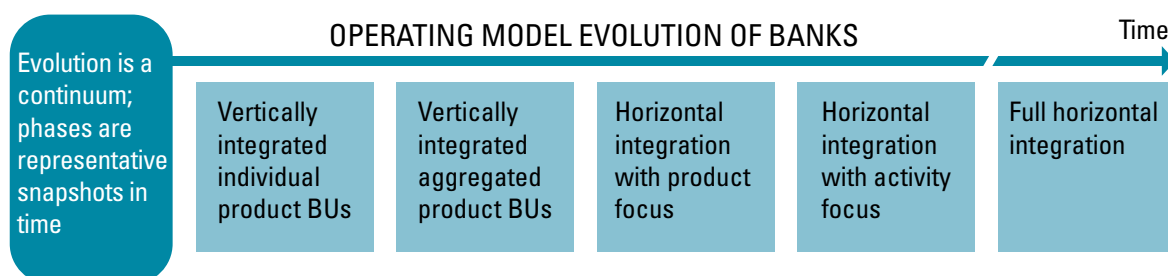 OPERATING MODEL EVOLUTION OF BANKS
Time
Evolution is a
continuum;
phases are
representative
snapshots in
time
Vertically
integrated
individual
product BUs
Vertically
integrated
aggregated
product BUs
Horizontal
integration
with product
focus
Horizontal
integration
with activity
focus
Full horizontal
integration